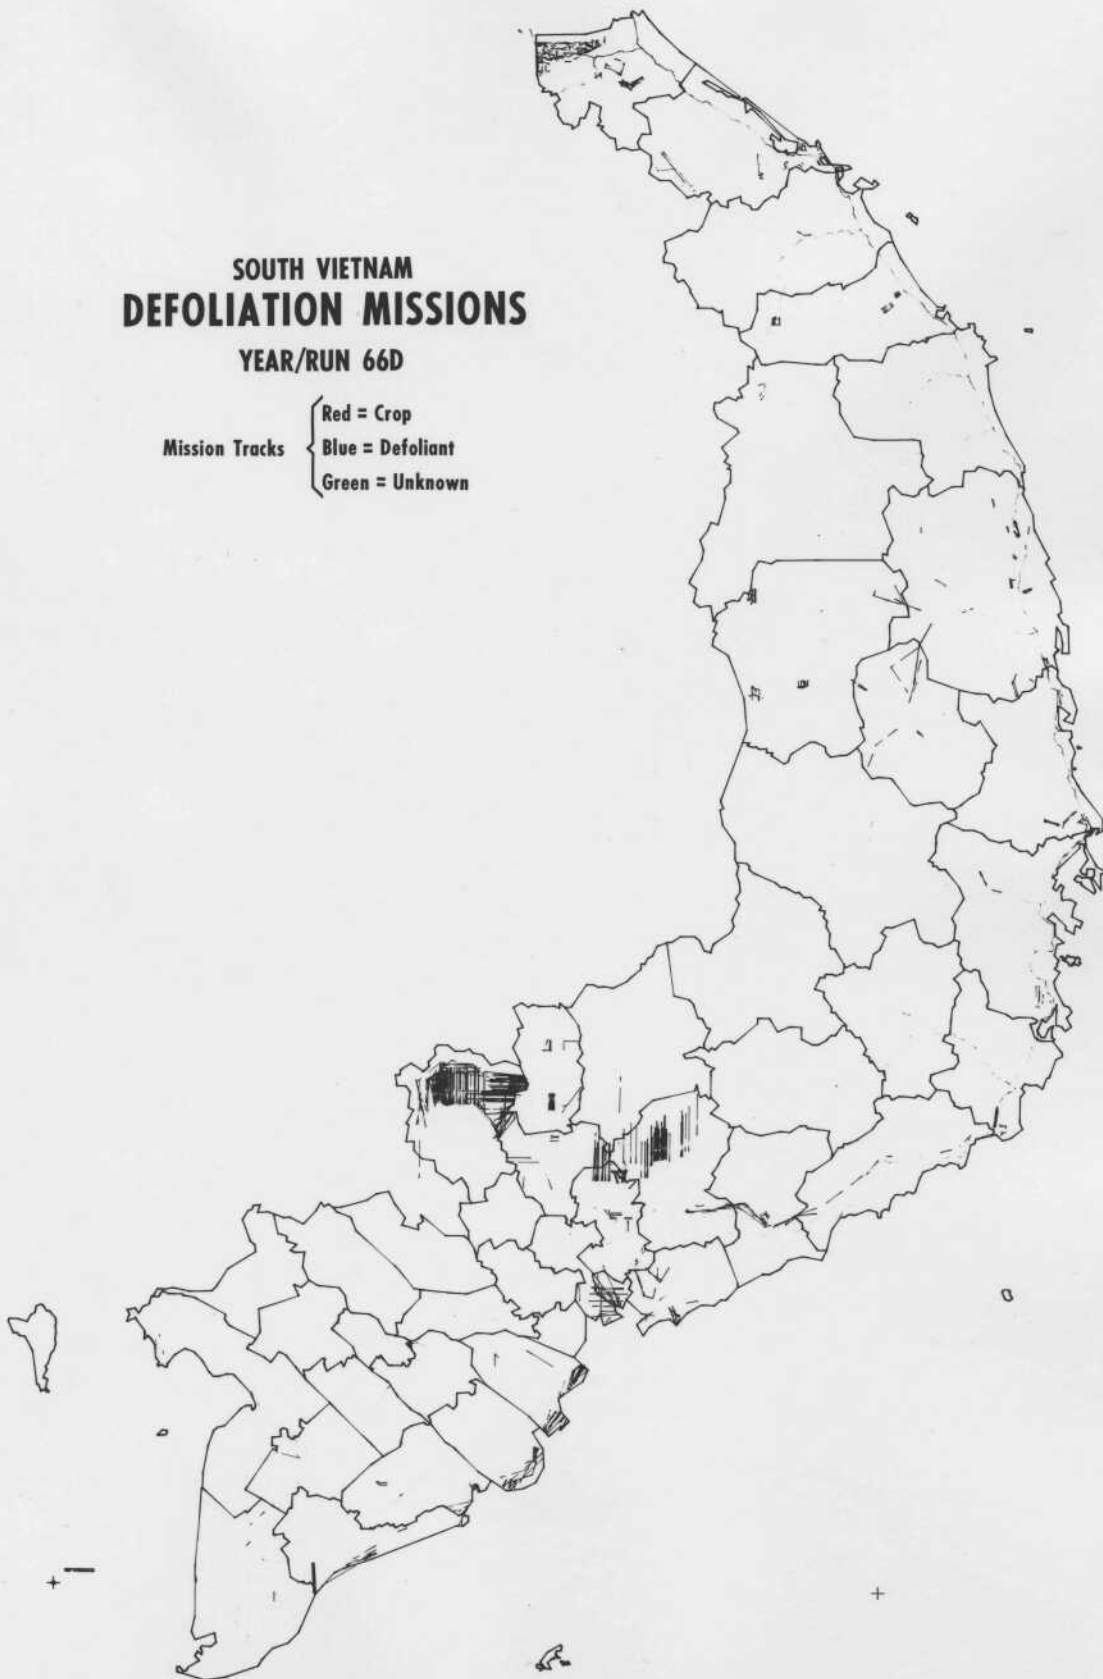 SOUTH VIETNAM
DEFOLIATION MISSIONS
YEAR/RUN 66D
Mission Tracks
Red = Crop
Blue = Defoliant
Green = Unknown